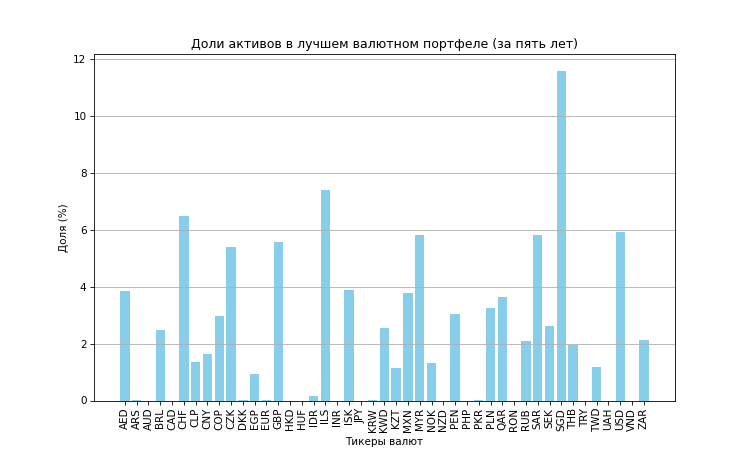 Доли активов в лучшем валютном портфеле (за пять лет)
12
10
8
6
4
2
0
Доля (%)
AED ARS AUD BRL CAD CHF CLP CNY COP CZK DKK EGP EUR GBP HKD HUF IDR ILS INR ISK JPY KRW KWD KZT MXN MYR NOK NZD PEN PHP PKR PLN QAR RON RUB SAR SEK SGD THB TRY TWD UAH USD VND ZAR
Тикеры валют